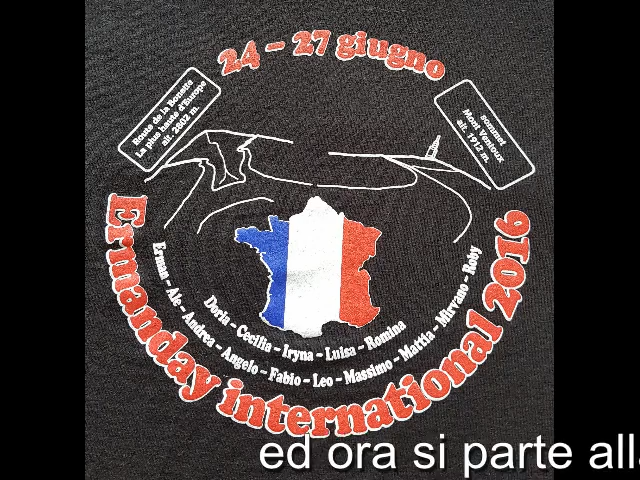 24 - 27 giugno
Route de la Bonette
La plus haute d'Europe
alt. 2802 m.
sommet
Mont Ventoux
alt. 1912 m.
Doria - Cecilia - Iryna - Luisa - Romina
Ermas - Ale - Andrea - Angelo - Fabio - Leo - Massimo - Mattia - Mirvano - Roby
Ermanday international 2016
ed ora si parte all